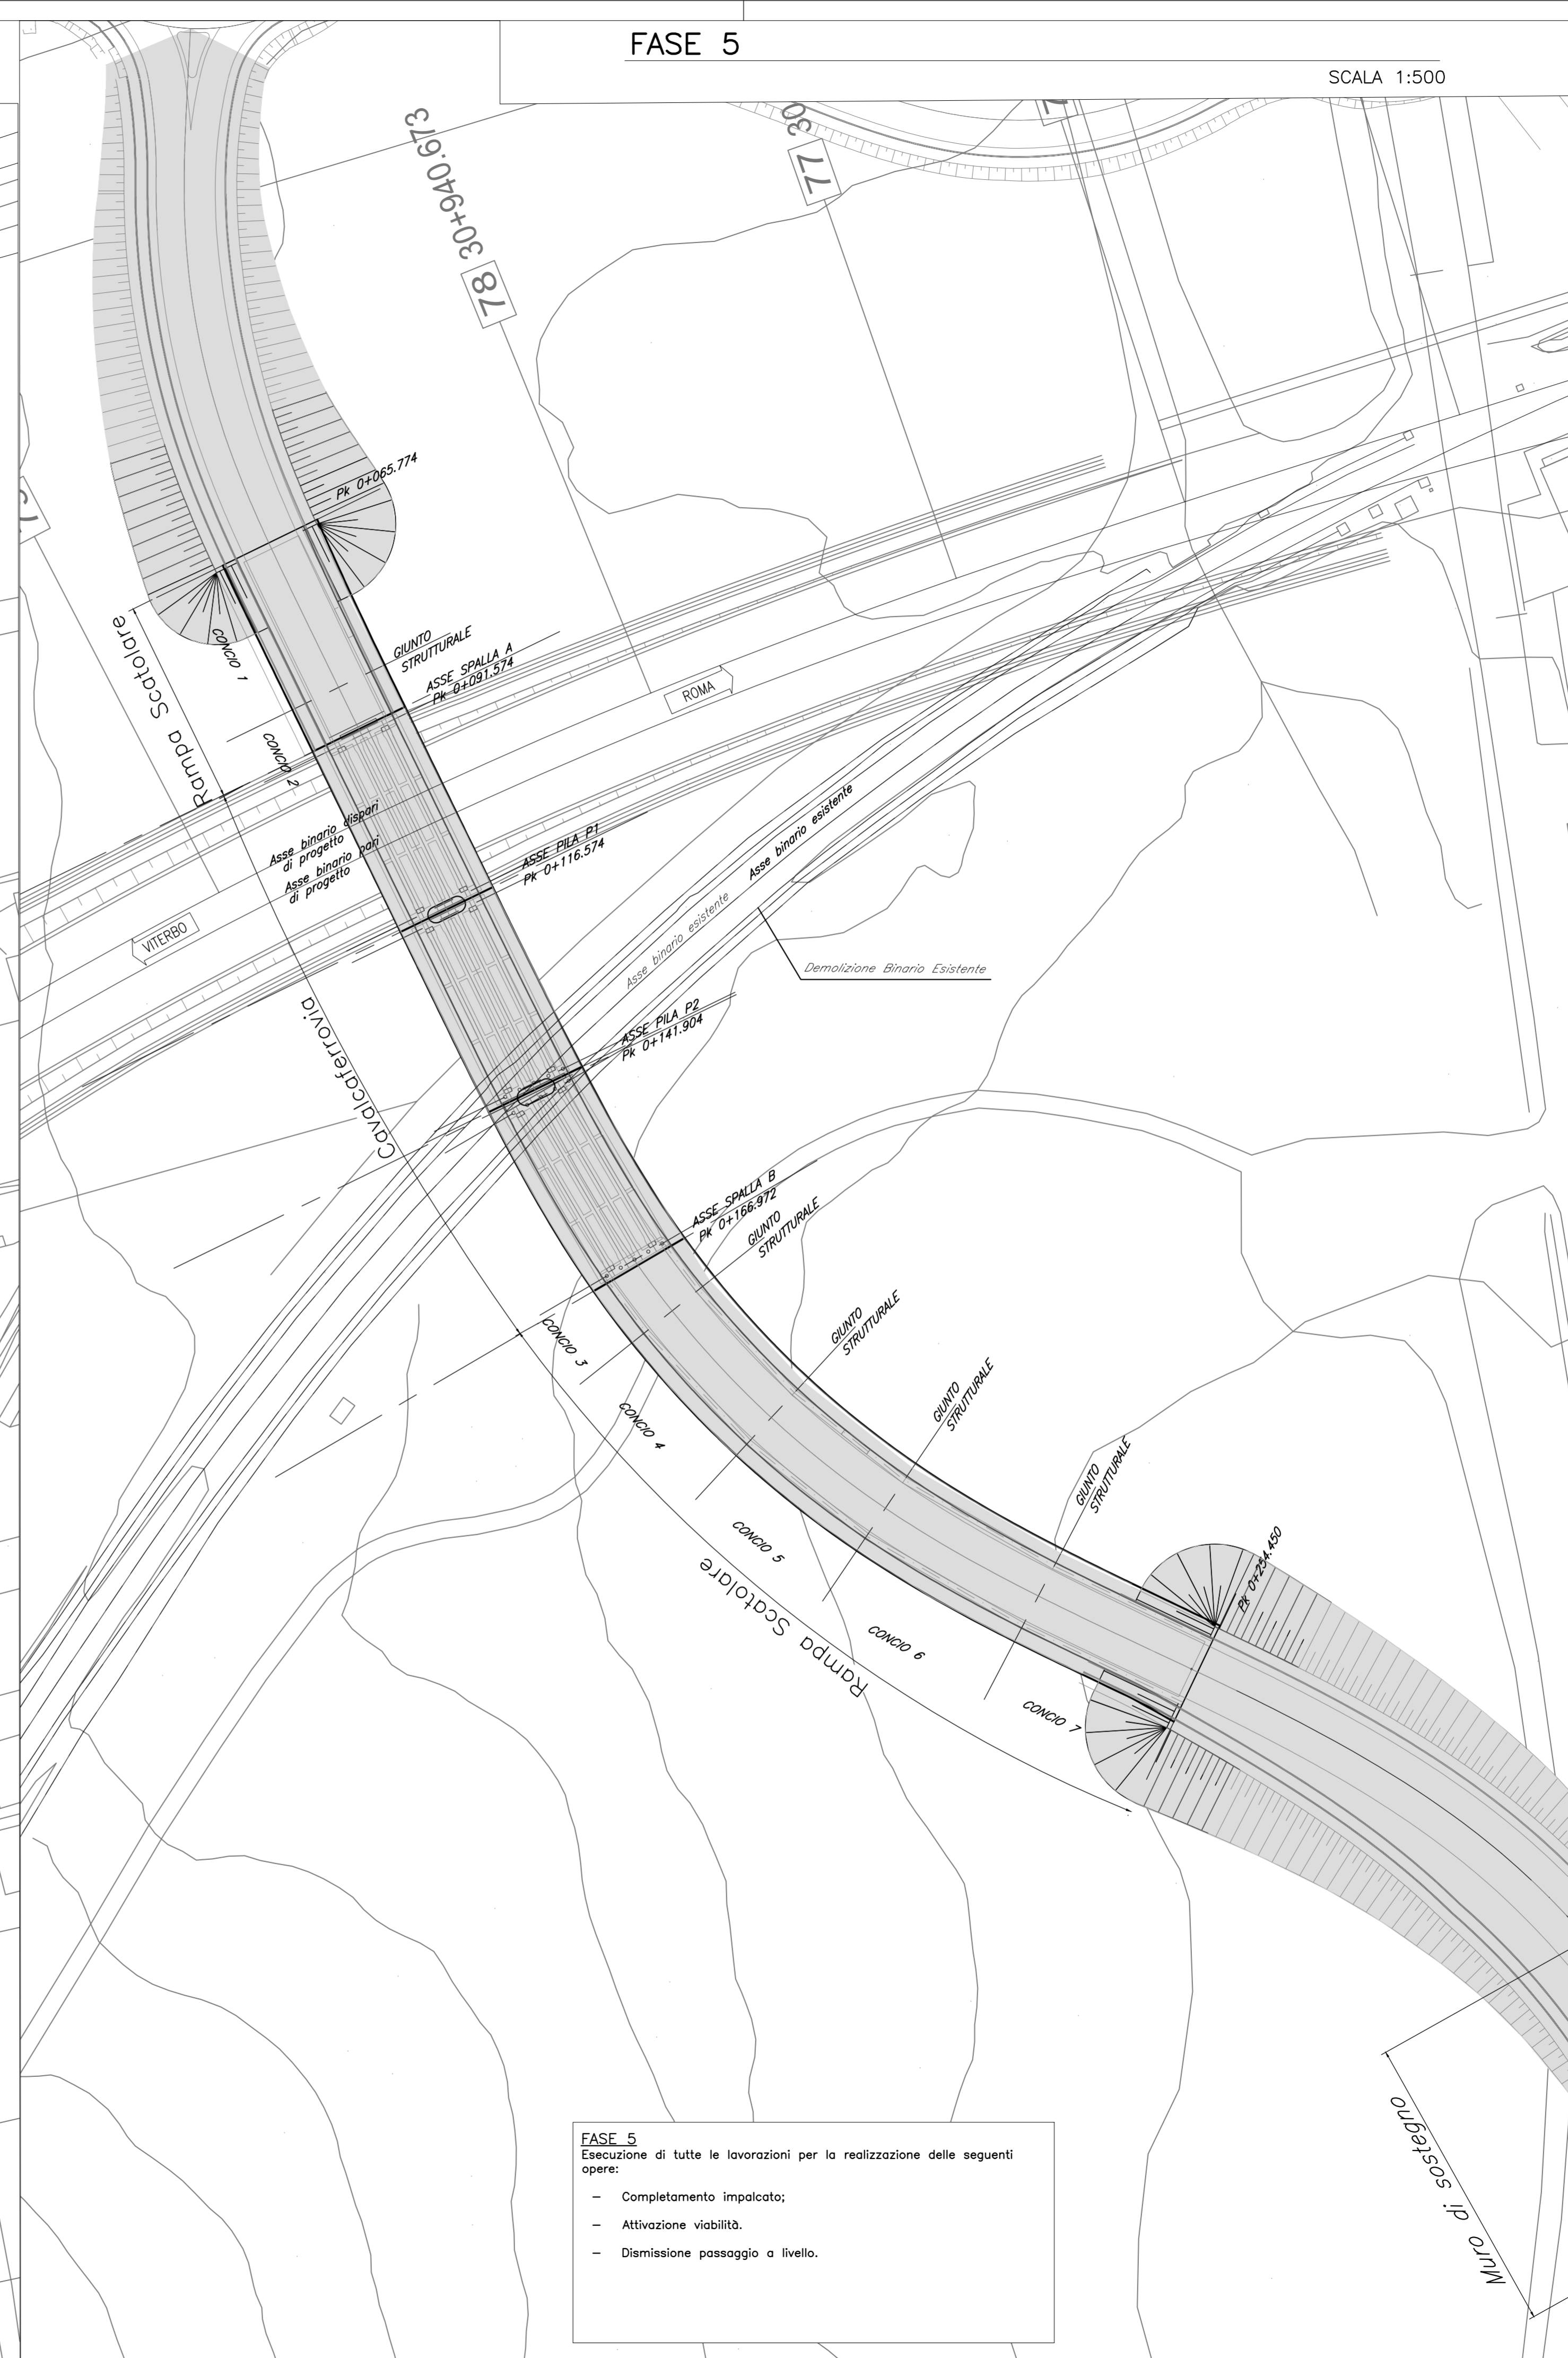 FASE 5
SCALA 1:500
78 30+940.673
77 30
Pk 0+065.774
Rampa Scatolare
CONCIO 1
GIUNTO
STRUTTURALE
ASSE SPALLA A
Pk 0+091.574
ROMA
CONCIO 2
Asse binario dispari
di progetto
Asse binario pari
di progetto
VITERBO
ASSE PILA P1
Pk 0+116.574
Asse binario esistente
Asse binario esistente
Demolizione Binario Esistente
Cavalcaferrovia
ASSE PILA P2
Pk 0+141.904
ASSE SPALLA B
Pk 0+166.972
GIUNTO
STRUTTURALE
CONCIO 3
GIUNTO
STRUTTURALE
CONCIO 4
GIUNTO
STRUTTURALE
CONCIO 5
GIUNTO
STRUTTURALE
Rampa Scatolare
CONCIO 6
Pk 0+254.450
CONCIO 7
Muro di sostegno
FASE 5
Esecuzione di tutte le lavorazioni per la realizzazione delle seguenti
opere:
– Completamento impalcato;
– Attivazione viabilità.
– Dismissione passaggio a livello.